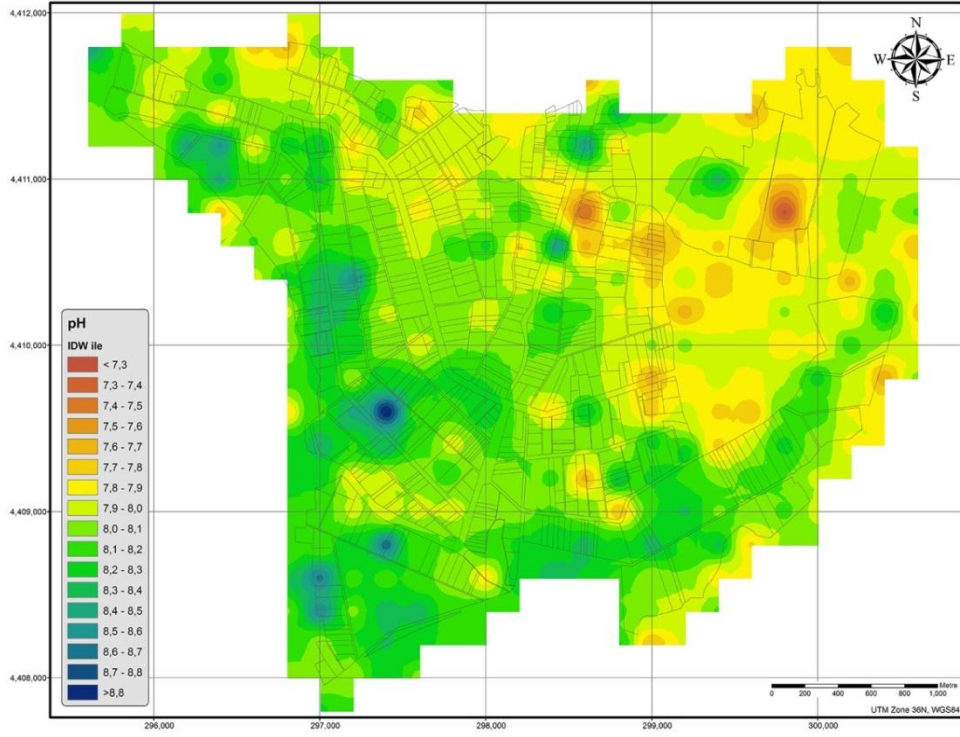 4,412,000
N
W E
S
4,411,000
4,410,000
pH
IDW ile
< 7,3
7,3 - 7,4
7,4 - 7,5
7,5 - 7,6
7,6 - 7,7
7,7 - 7,8
7,8 - 7,9
7,9 - 8,0
8,0 - 8,1
8,1 - 8,2
8,2 - 8,3
8,3 - 8,4
8,4 - 8,5
8,5 - 8,6
8,6 - 8,7
8,7 - 8,8
>8,8
4,409,000
4,408,000
Metre
0 200 400 600 800 1,000
UTM Zone 36N, WGS84
296,000 297,000 298,000 299,000 300,000